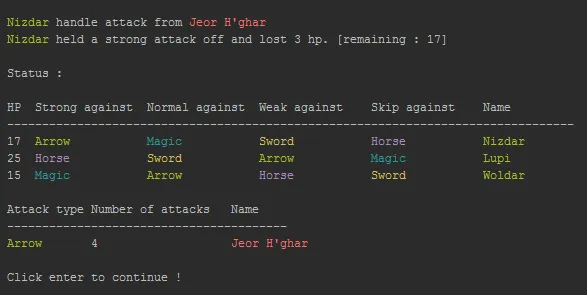 Nizdar handle attack from Jeor H'ghar
Nizdar held a strong attack off and lost 3 hp. [remaining : 17]
Status :
HP Strong against Normal against Weak against Skip against Name
--------------------------------------------------------------------------------
17 Arrow Magic Sword Horse Nizdar
25 Horse Sword Arrow Magic Lupi
15 Magic Arrow Horse Sword Woldar
Attack type Number of attacks Name
----------------------------------------
Arrow 4 Jeor H'ghar
Click enter to continue !